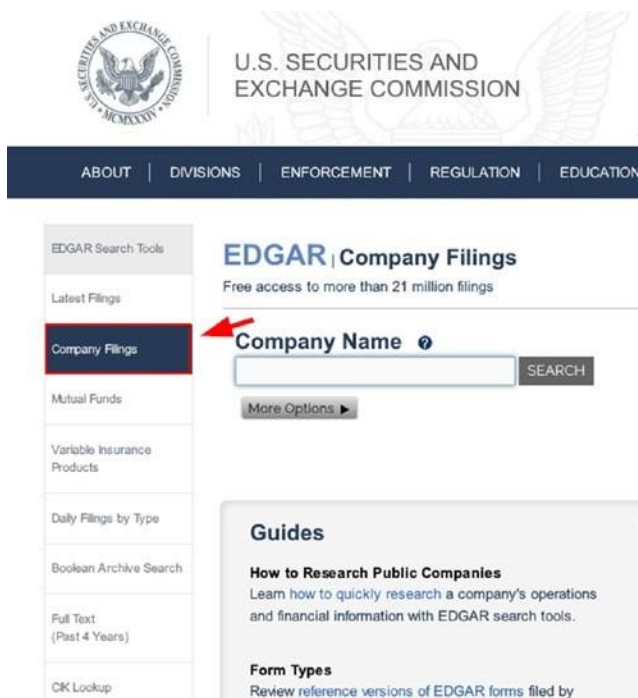 U.S. SECURITIES AND
EXCHANGE COMMISSION
ABOUT | DIVISIONS | ENFORCEMENT | REGULATION | EDUCATION
EDGAR Search Tools
Latest Filings
Company Filings
Mutual Funds
Variable Insurance
Products
Daily Filings by Type
Boolean Archive Search
Full Text
(Past 4 Years)
CIK Lookup
EDGAR | Company Filings
Free access to more than 21 million filings
Company Name ?
SEARCH
More Options ▶
Guides
How to Research Public Companies
Learn how to quickly research a company's operations
and financial information with EDGAR search tools.
Form Types
Review reference versions of EDGAR forms filed by